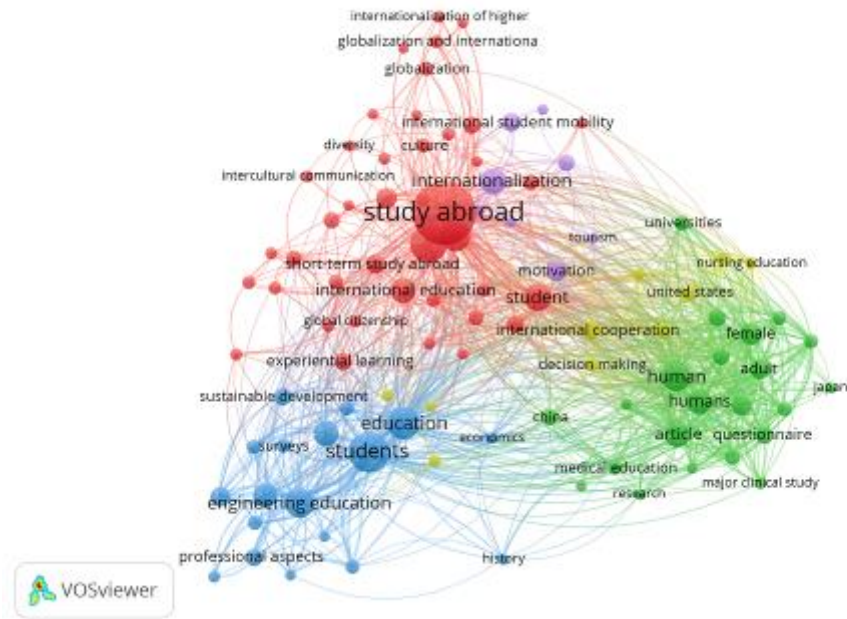 internationalization of higher
globalization and internationa
globalization
international student mobility
diversity
culture
intercultural communication
internationalization
study abroad
universities
tourism
short-term study abroad
motivation
nursing education
international education
student
united states
global citizenship
international cooperation
female
experiential learning
decision making
human
adult
japan
sustainable development
humans
education
china
students
surveys
economics
article
questionnaire
medical education
major clinical study
research
engineering education
professional aspects
history
VOSviewer